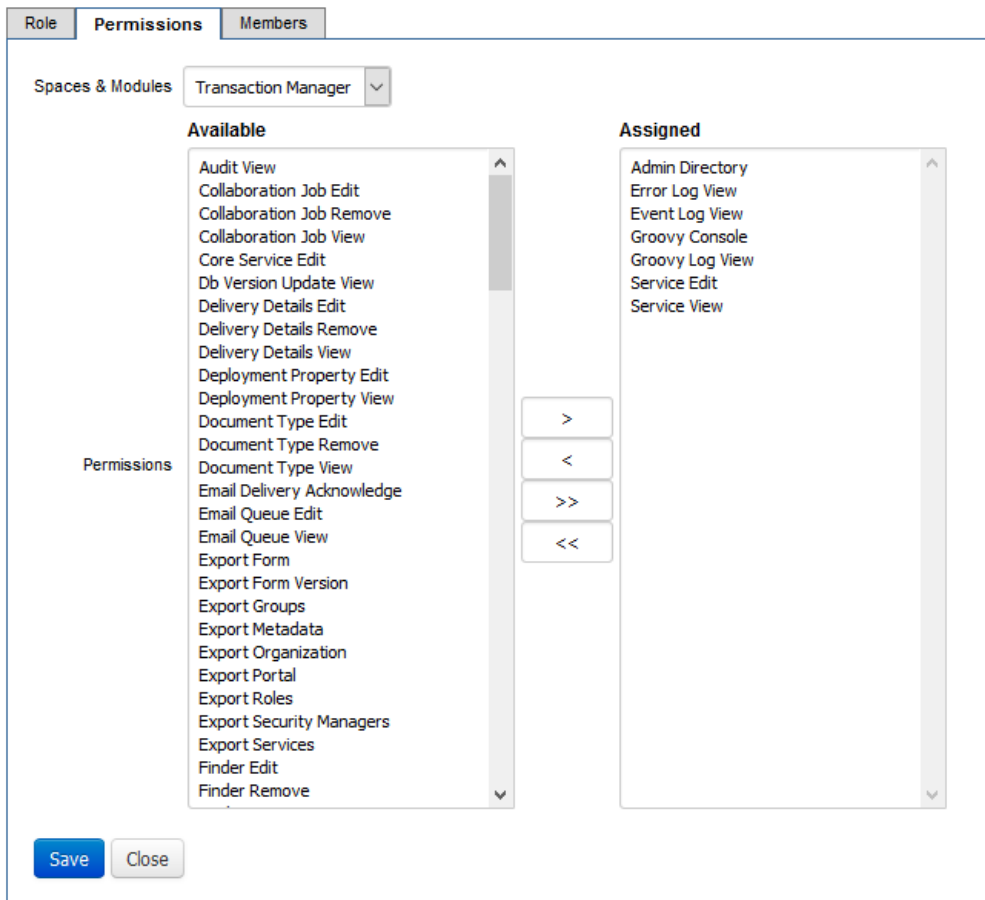 Role
Permissions
Members
Spaces & Modules
Transaction Manager
Available
Audit View
Collaboration Job Edit
Collaboration Job Remove
Collaboration Job View
Core Service Edit
Db Version Update View
Delivery Details Edit
Delivery Details Remove
Delivery Details View
Deployment Property Edit
Deployment Property View
Document Type Edit
Document Type Remove
Document Type View
Email Delivery Acknowledge
Email Queue Edit
Email Queue View
Export Form
Export Form Version
Export Groups
Export Metadata
Export Organization
Export Portal
Export Roles
Export Security Managers
Export Services
Finder Edit
Finder Remove
Permissions
>
<
>>
<<
Assigned
Admin Directory
Error Log View
Event Log View
Groovy Console
Groovy Log View
Service Edit
Service View
Save
Close